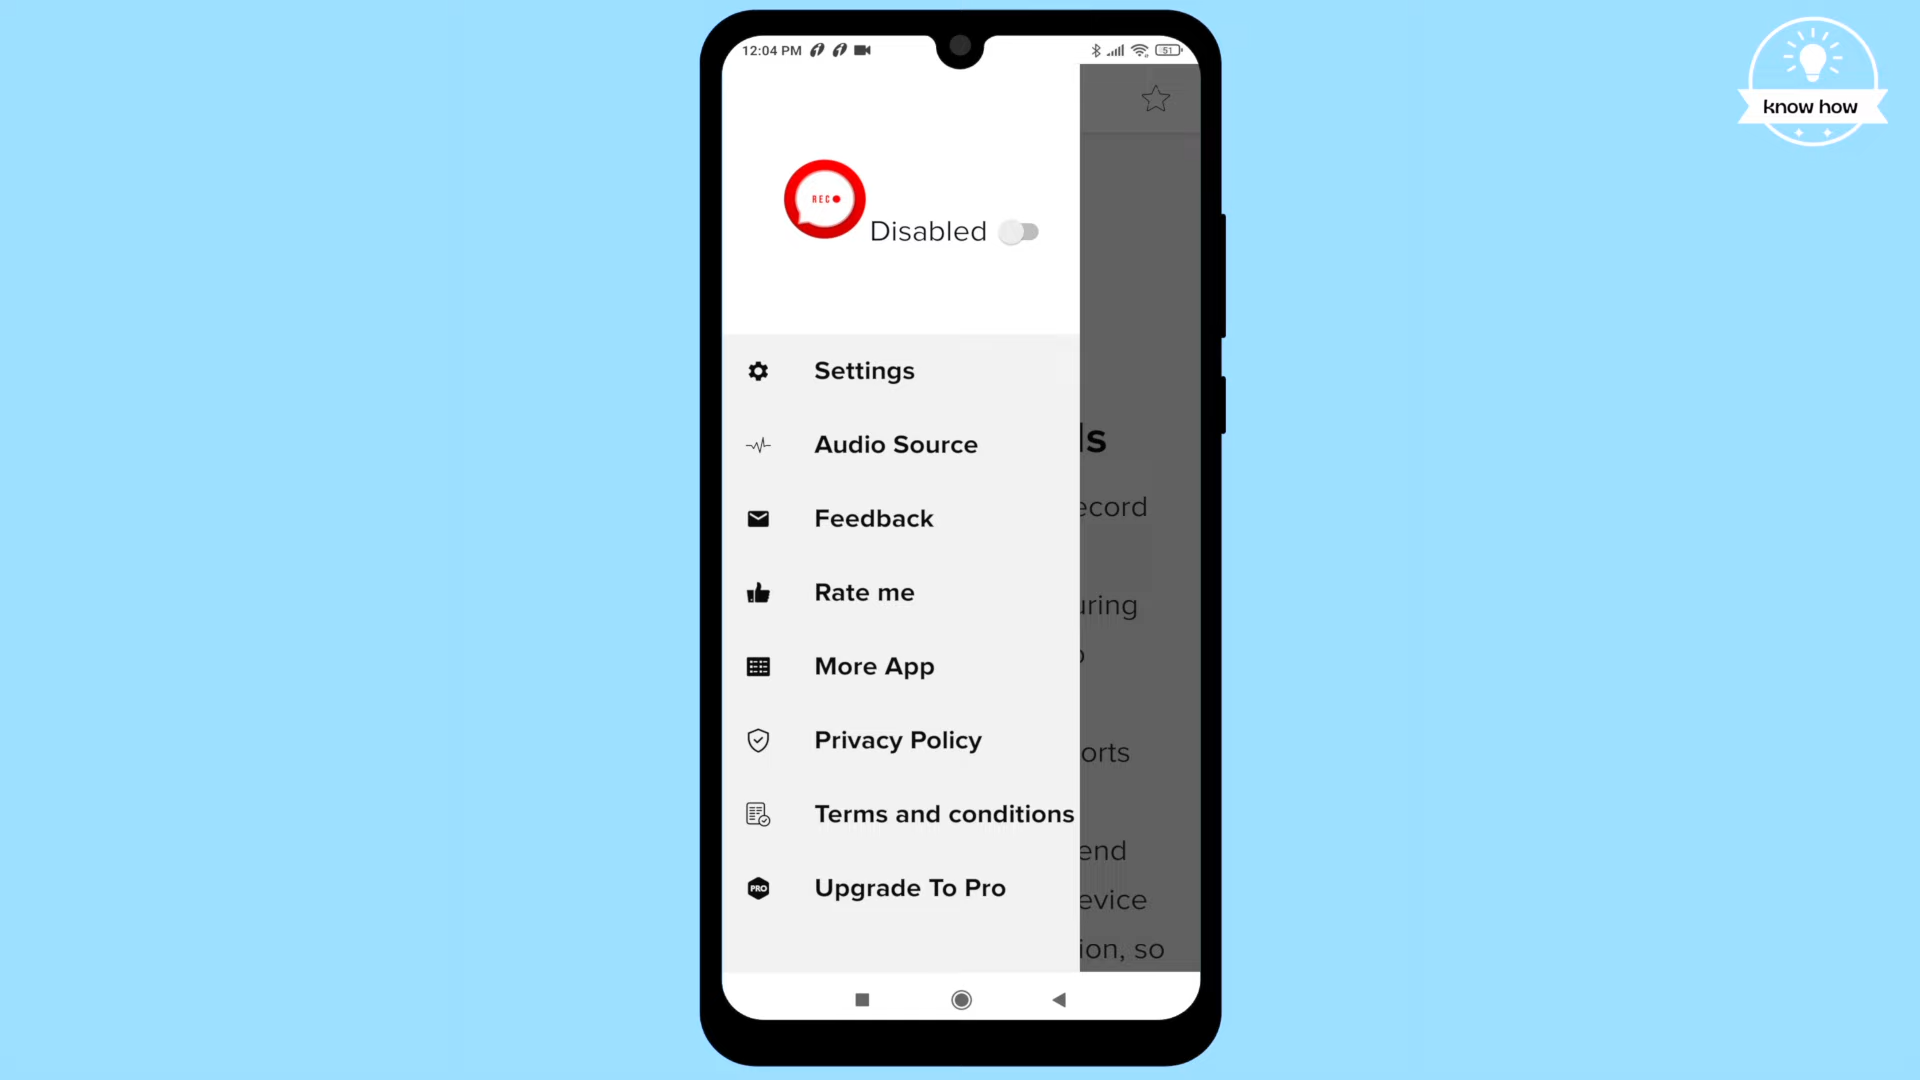 know how
12:04 PM
51
REC
Disabled
Settings
Audio Source
Feedback
Rate me
More App
Privacy Policy
Terms and conditions
PRO
Upgrade To Pro
ls
ecord
uring
orts
end
evice
ion, so